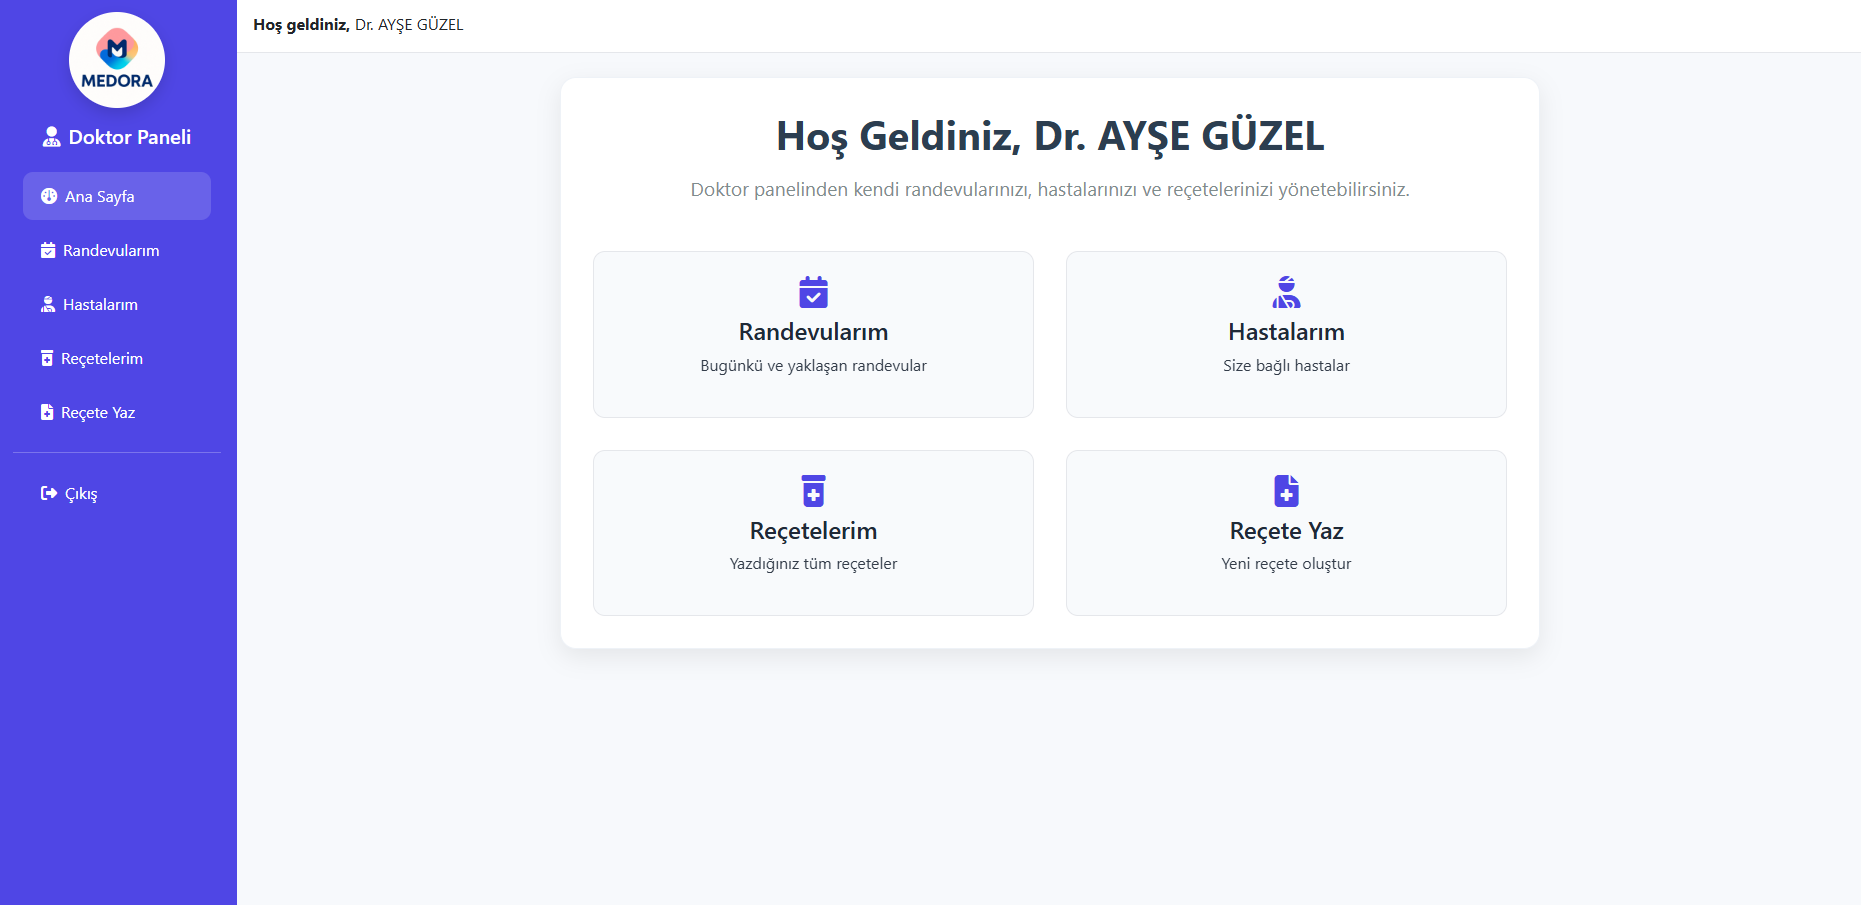 MEDORA
Doktor Paneli
Ana Sayfa
Randevularım
Hastalarım
Reçetelerim
Reçete Yaz
Çıkış
Hoş geldiniz, Dr. AYŞE GÜZEL
Hoş Geldiniz, Dr. AYŞE GÜZEL
Doktor panelinden kendi randevularınızı, hastalarınızı ve reçetelerinizi yönetebilirsiniz.
Randevularım
Bugünkü ve yaklaşan randevular
Hastalarım
Size bağlı hastalar
Reçetelerim
Yazdığınız tüm reçeteler
Reçete Yaz
Yeni reçete oluştur